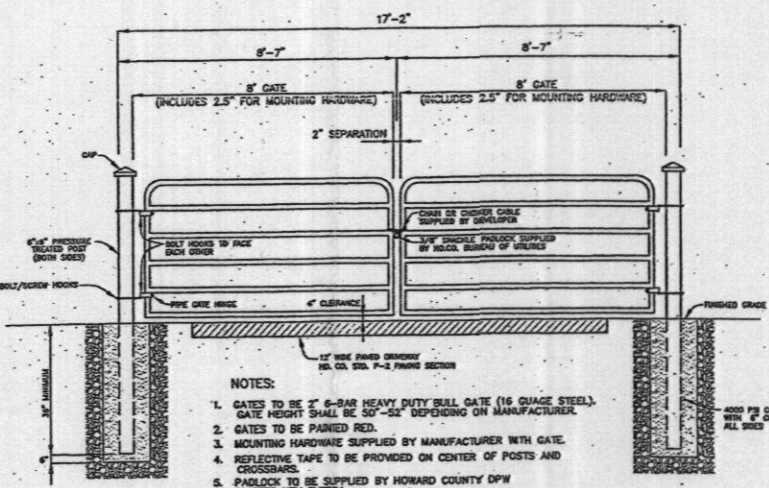 17'-2"
8'-7"
8'-7"
8' GATE
(INCLUDES 2.5" FOR MOUNTING HARDWARE)
8' GATE
(INCLUDES 2.5" FOR MOUNTING HARDWARE)
2" SEPARATION
CAP
CHAIN OR CHOKER CABLE
SUPPLIED BY DEVELOPER
6"x6" PRESSURE
TREATED POST
(BOTH SIDES)
BOLT HOOKS TO FACE
EACH OTHER
3/8" SHACKLE PADLOCK SUPPLIED
BY HO.CO. BUREAU OF UTILITIES
BOLT/SCREW HOOKS
PIPE GATE HINGE
CLEARANCE
FINISHED GRADE
12' WIDE PAVED DRIVEWAY
HO. CO. STD. P-2 PAVING SECTION
MINIMUM
6"
4000 PSI
WITH 6"
ALL SIDES
NOTES:
1. GATES TO BE 2" 6-BAR HEAVY DUTY BULL GATE (16 GUAGE STEEL).
GATE HEIGHT SHALL BE 50"-52" DEPENDING ON MANUFACTURER.
2. GATES TO BE PAINTED RED.
3. MOUNTING HARDWARE SUPPLIED BY MANUFACTURER WITH GATE.
4. REFLECTIVE TAPE TO BE PROVIDED ON CENTER OF POSTS AND
CROSSBARS.
5. PADLOCK TO BE SUPPLIED BY HOWARD COUNTY DPW